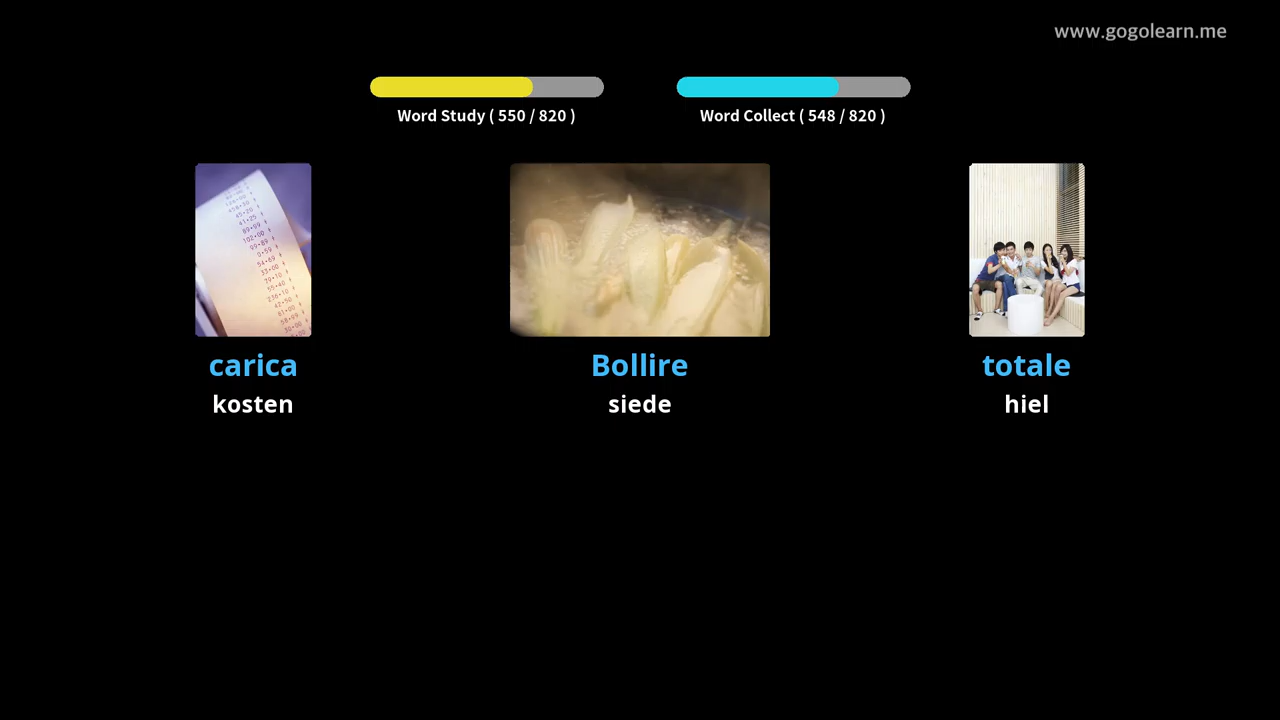 www.gogolearn.me
Word Study ( 550 / 820 )
Word Collect ( 548 / 820 )
carica
kosten
Bollire
siede
totale
hiel